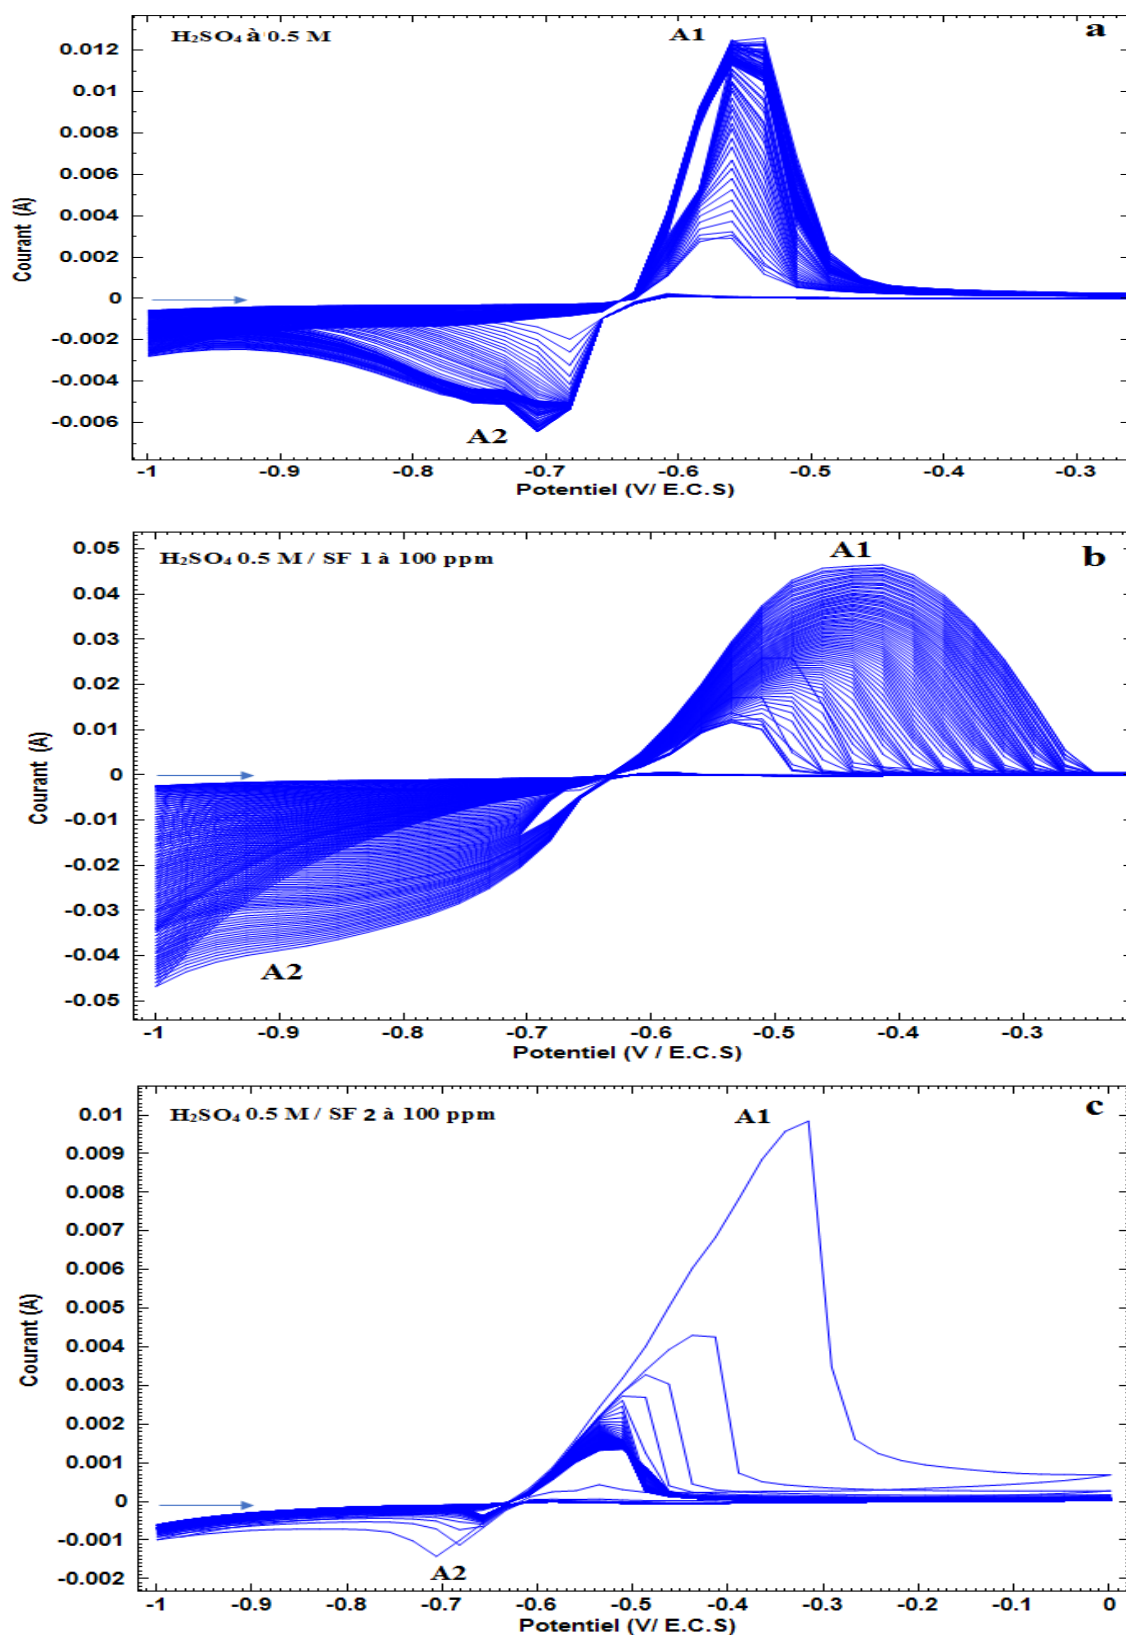 H₂SO₄ à 0.5 M
A1
a
0.012
0.01
0.008
0.006
0.004
0.002
0
-0.002
-0.004
-0.006
Courant (A)
A2
-1 -0.9 -0.8 -0.7 -0.6 -0.5 -0.4 -0.3
Potentiel (V/ E.C.S)
H₂SO₄ 0.5 M / SF 1 à 100 ppm
A1
b
0.05
0.04
0.03
0.02
0.01
0
-0.01
-0.02
-0.03
-0.04
-0.05
Courant (A)
A2
-1 -0.9 -0.8 -0.7 -0.6 -0.5 -0.4 -0.3
Potentiel (V / E.C.S)
H₂SO₄ 0.5 M / SF 2 à 100 ppm
A1
c
0.01
0.009
0.008
0.007
0.006
0.005
0.004
0.003
0.002
0.001
0
-0.001
-0.002
Courant (A)
A2
-1 -0.9 -0.8 -0.7 -0.6 -0.5 -0.4 -0.3 -0.2 -0.1 0
Potentiel (V/ E.C.S)